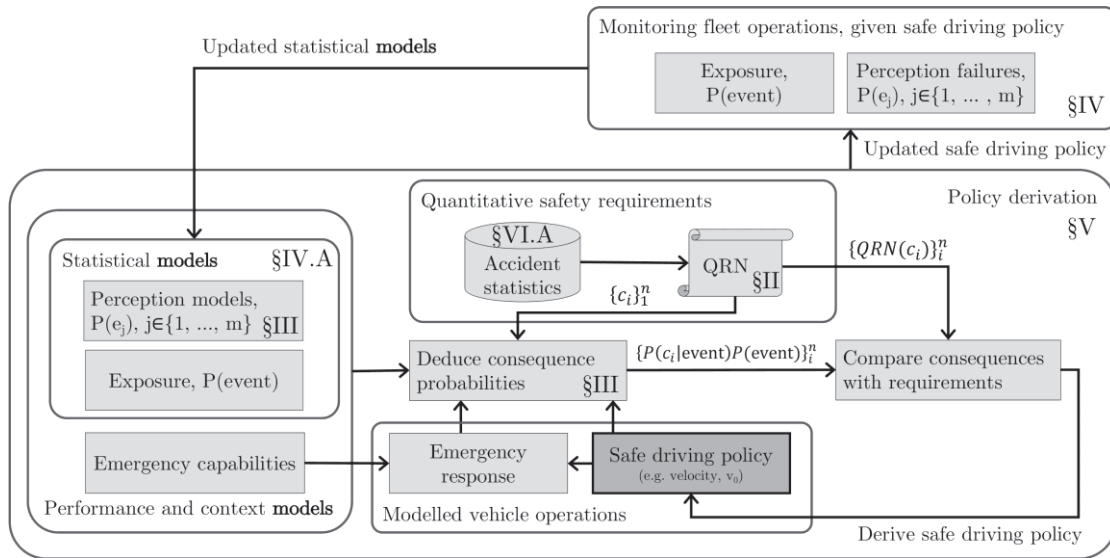 Monitoring fleet operations, given safe driving policy
Updated statistical models
Exposure,
P(event)
Perception failures,
P(eⱼ), j∈{1, ... , m}
§IV
Updated safe driving policy
Policy derivation
§V
Quantitative safety requirements
§VI.A
Accident
statistics
QRN
§II
{QRN(cᵢ)}ᵢⁿ
{cᵢ}₁ⁿ
Statistical models
§IV.A
Perception models,
P(eⱼ), j∈{1, ..., m}
§III
Exposure, P(event)
Deduce consequence
probabilities
§III
{P(cᵢ|event)P(event)}ᵢⁿ
Compare consequences
with requirements
Emergency capabilities
Emergency
response
Safe driving policy
(e.g. velocity, v₀)
Performance and context models
Modelled vehicle operations
Derive safe driving policy